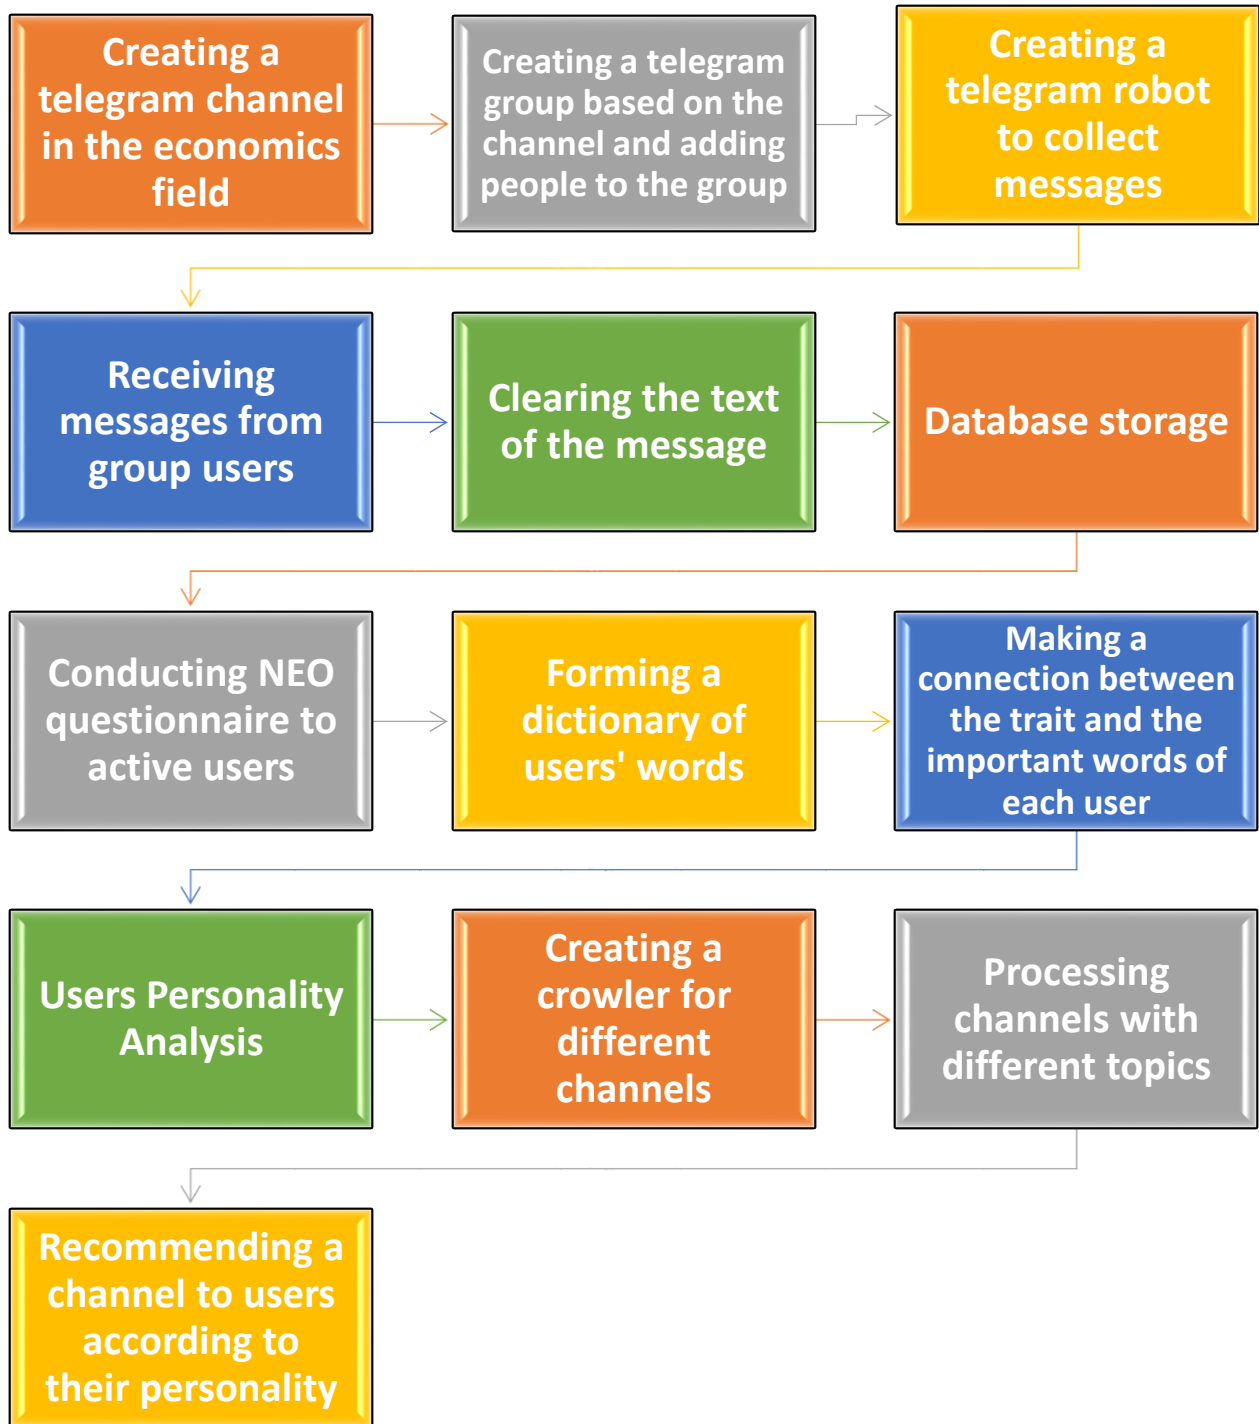 Creating a
telegram channel
in the economics
field
Creating a telegram
group based on the
channel and adding
people to the group
Creating a
telegram robot
to collect
messages
Receiving
messages from
group users
Clearing the text
of the message
Database storage
Conducting NEO
questionnaire to
active users
Forming a
dictionary of
users' words
Making a
connection between
the trait and the
important words of
each user
Users Personality
Analysis
Creating a
crowler for
different
channels
Processing
channels with
different topics
Recommending a
channel to users
according to
their personality